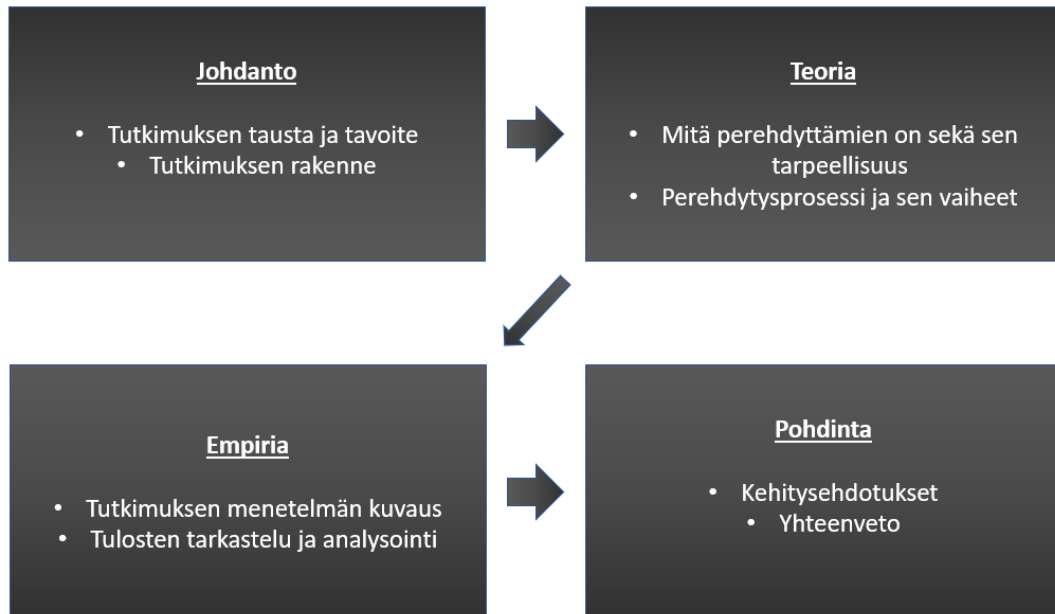 Johdanto
• Tutkimuksen tausta ja tavoite
• Tutkimuksen rakenne
Teoria
• Mitä perehdyttämien on sekä sen
tarpeellisuus
• Perehdytysprosessi ja sen vaiheet
Empiria
• Tutkimuksen menetelmän kuvaus
• Tulosten tarkastelu ja analysointi
Pohdinta
• Kehitysehdotukset
• Yhteenveto